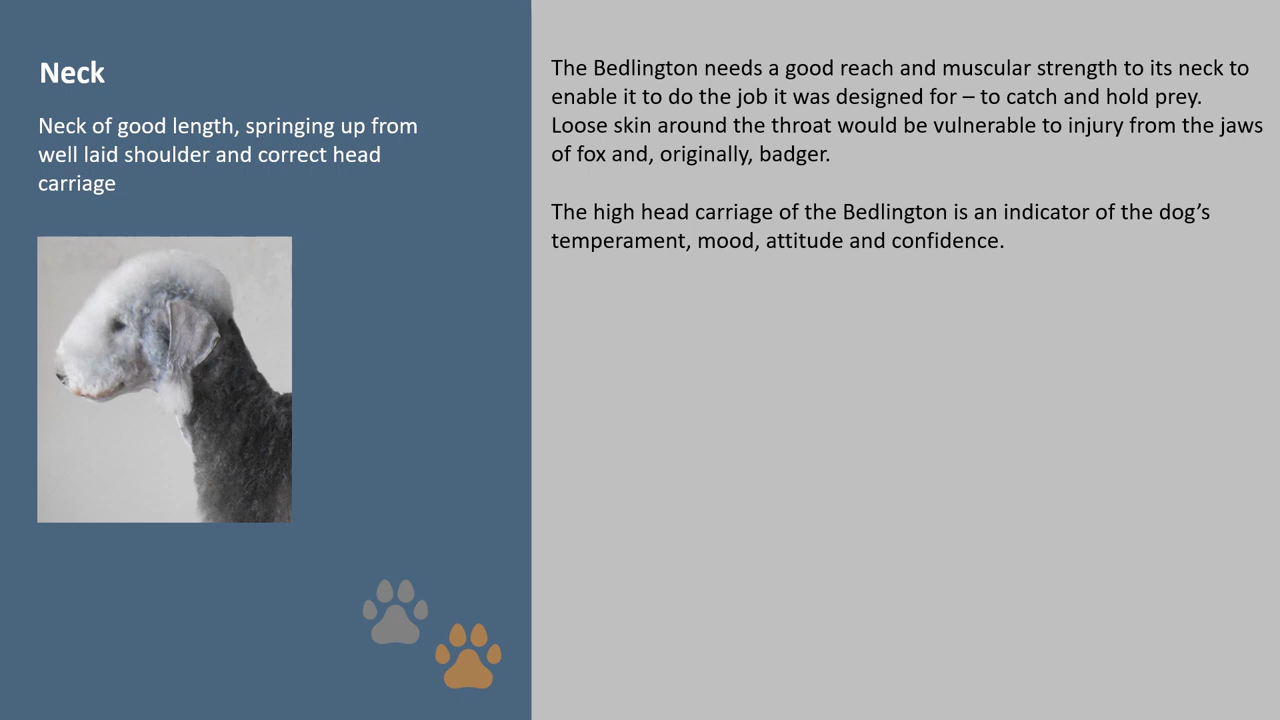 Neck
Neck of good length, springing up from
well laid shoulder and correct head
carriage
The Bedlington needs a good reach and muscular strength to its neck to
enable it to do the job it was designed for – to catch and hold prey.
Loose skin around the throat would be vulnerable to injury from the jaws
of fox and, originally, badger.
The high head carriage of the Bedlington is an indicator of the dog’s
temperament, mood, attitude and confidence.